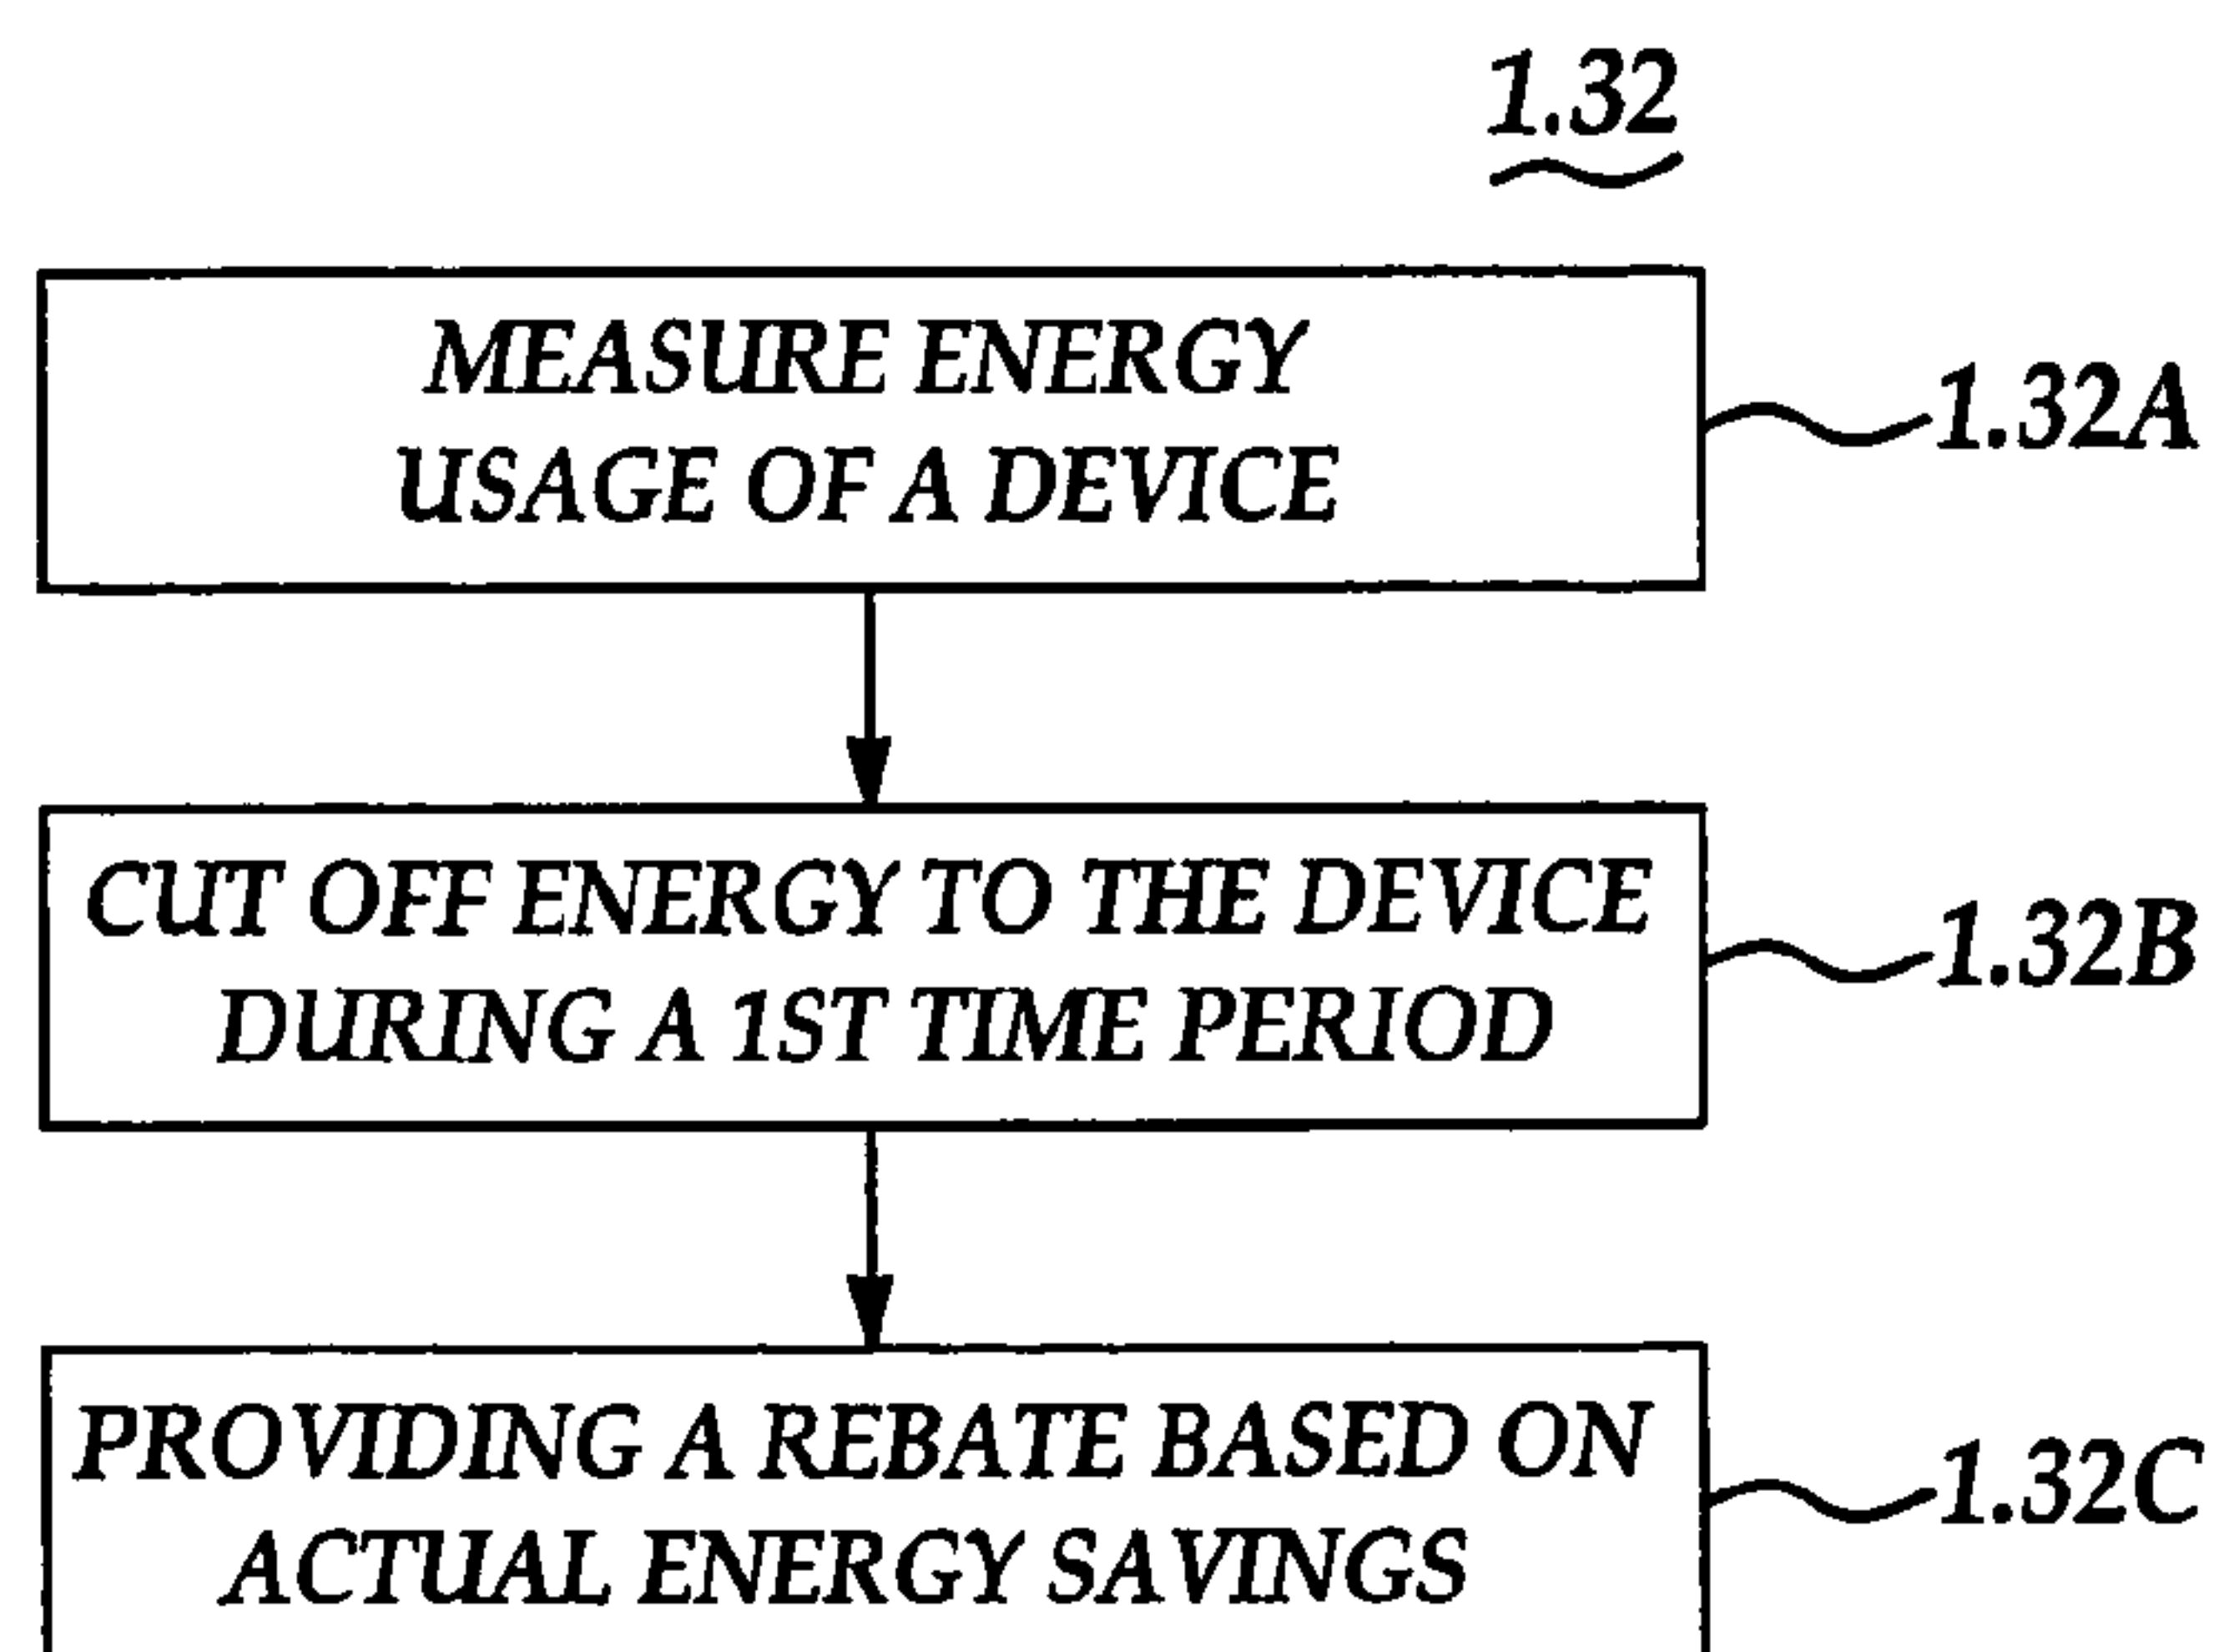 1.32
MEASURE ENERGY
USAGE OF A DEVICE
1.32A
CUT OFF ENERGY TO THE DEVICE
DURING A 1ST TIME PERIOD
1.32B
PROVIDING A REBATE BASED ON
ACTUAL ENERGY SAVINGS
1.32C